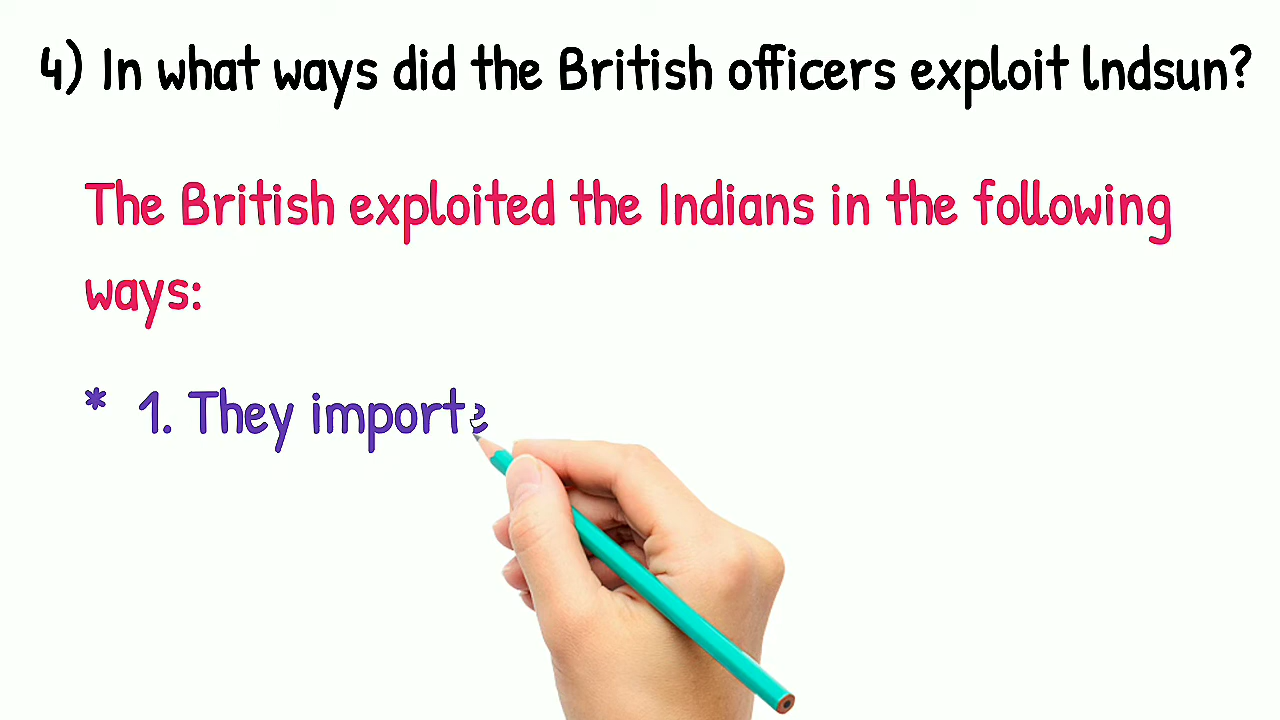 4) In what ways did the British officers exploit lndsun?
The British exploited the Indians in the following
ways:
* 1. They importe